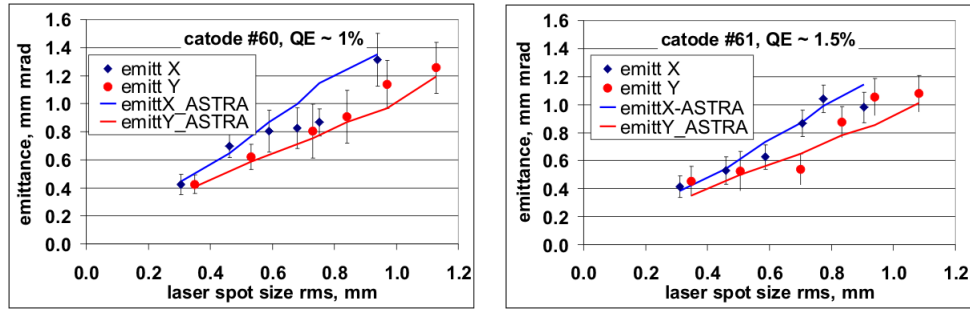 catode #60, QE ~ 1%
emitt X
emitt Y
emittX_ASTRA
emittY_ASTRA
emittance, mm mrad
1.6
1.4
1.2
1.0
0.8
0.6
0.4
0.2
0.0
0.0 0.2 0.4 0.6 0.8 1.0 1.2
laser spot size rms, mm
catode #61, QE ~ 1.5%
emitt X
emitt Y
emittX-ASTRA
emittY_ASTRA
emittance, mm mrad
1.6
1.4
1.2
1.0
0.8
0.6
0.4
0.2
0.0
0.0 0.2 0.4 0.6 0.8 1.0 1.2
laser spot size rms, mm